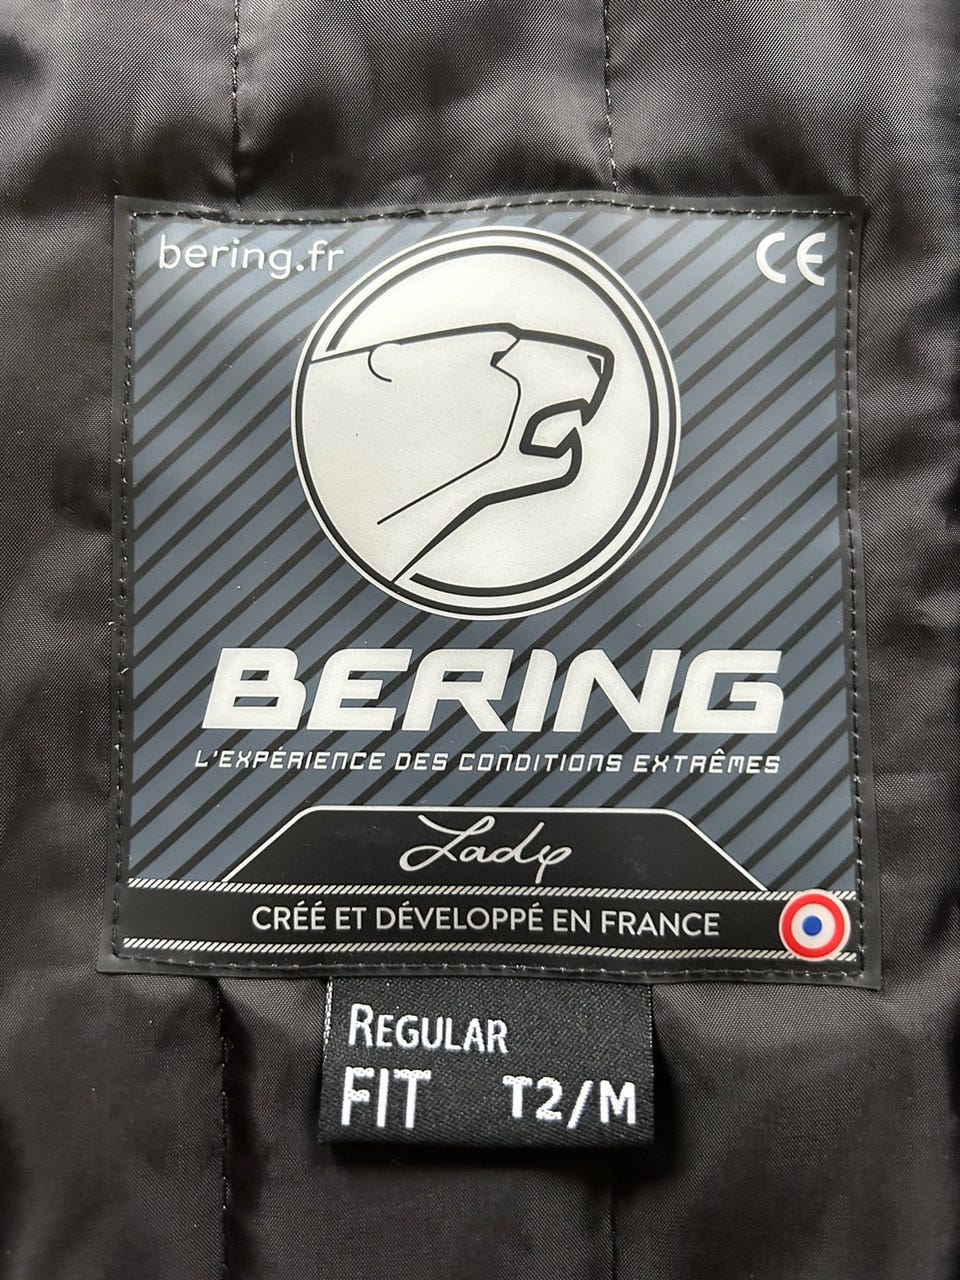 bering.fr
CE
BERING
L'EXPÉRIENCE DES CONDITIONS EXTRÊMES
Lady
CRÉÉ ET DÉVELOPPÉ EN FRANCE
REGULAR
FIT T2/M